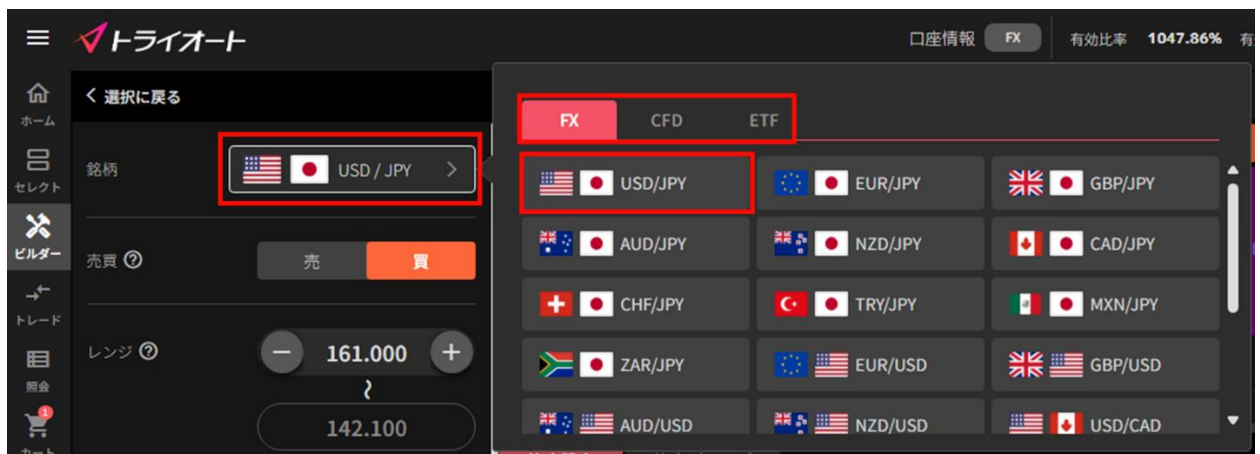 トライオート
口座情報 FX 有効比率 1047.86% 有
ホーム
セレクト
ビルダー
トレード
照会
1
カート
く 選択に戻る
銘柄 USD / JPY >
売買 ? 売 買
レンジ ? − 161.000 +
~
142.100
FX CFD ETF
USD/JPY EUR/JPY GBP/JPY
AUD/JPY NZD/JPY CAD/JPY
CHF/JPY TRY/JPY MXN/JPY
ZAR/JPY EUR/USD GBP/USD
AUD/USD NZD/USD USD/CAD